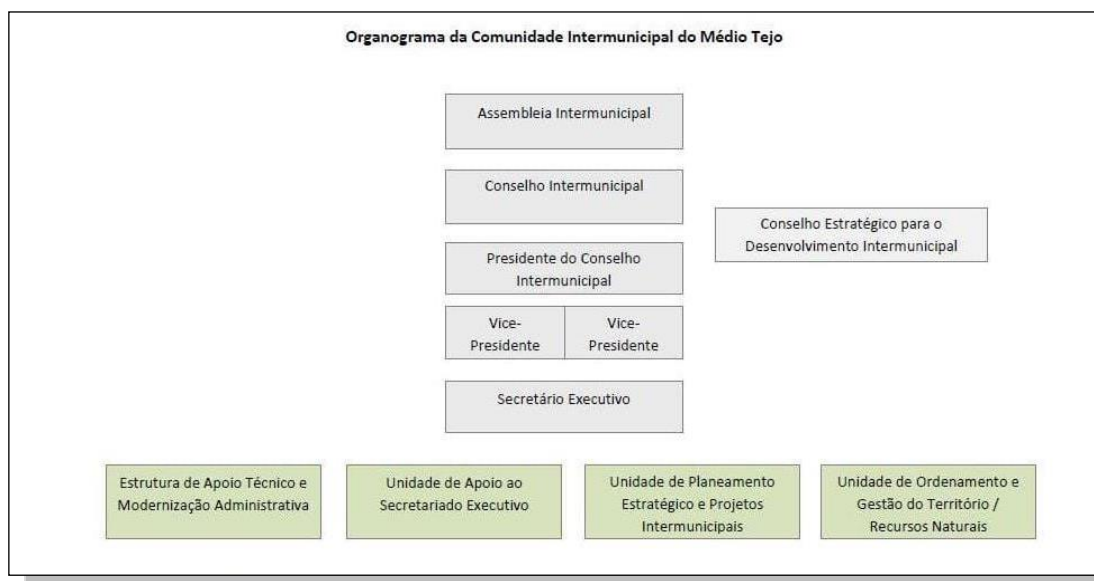 Organograma da Comunidade Intermunicipal do Médio Tejo
Assembleia Intermunicipal
Conselho Intermunicipal
Conselho Estratégico para o
Desenvolvimento Intermunicipal
Presidente do Conselho
Intermunicipal
Vice-
Presidente
Vice-
Presidente
Secretário Executivo
Estrutura de Apoio Técnico e
Modernização Administrativa
Unidade de Apoio ao
Secretariado Executivo
Unidade de Planeamento
Estratégico e Projetos
Intermunicipais
Unidade de Ordenamento e
Gestão do Território /
Recursos Naturais